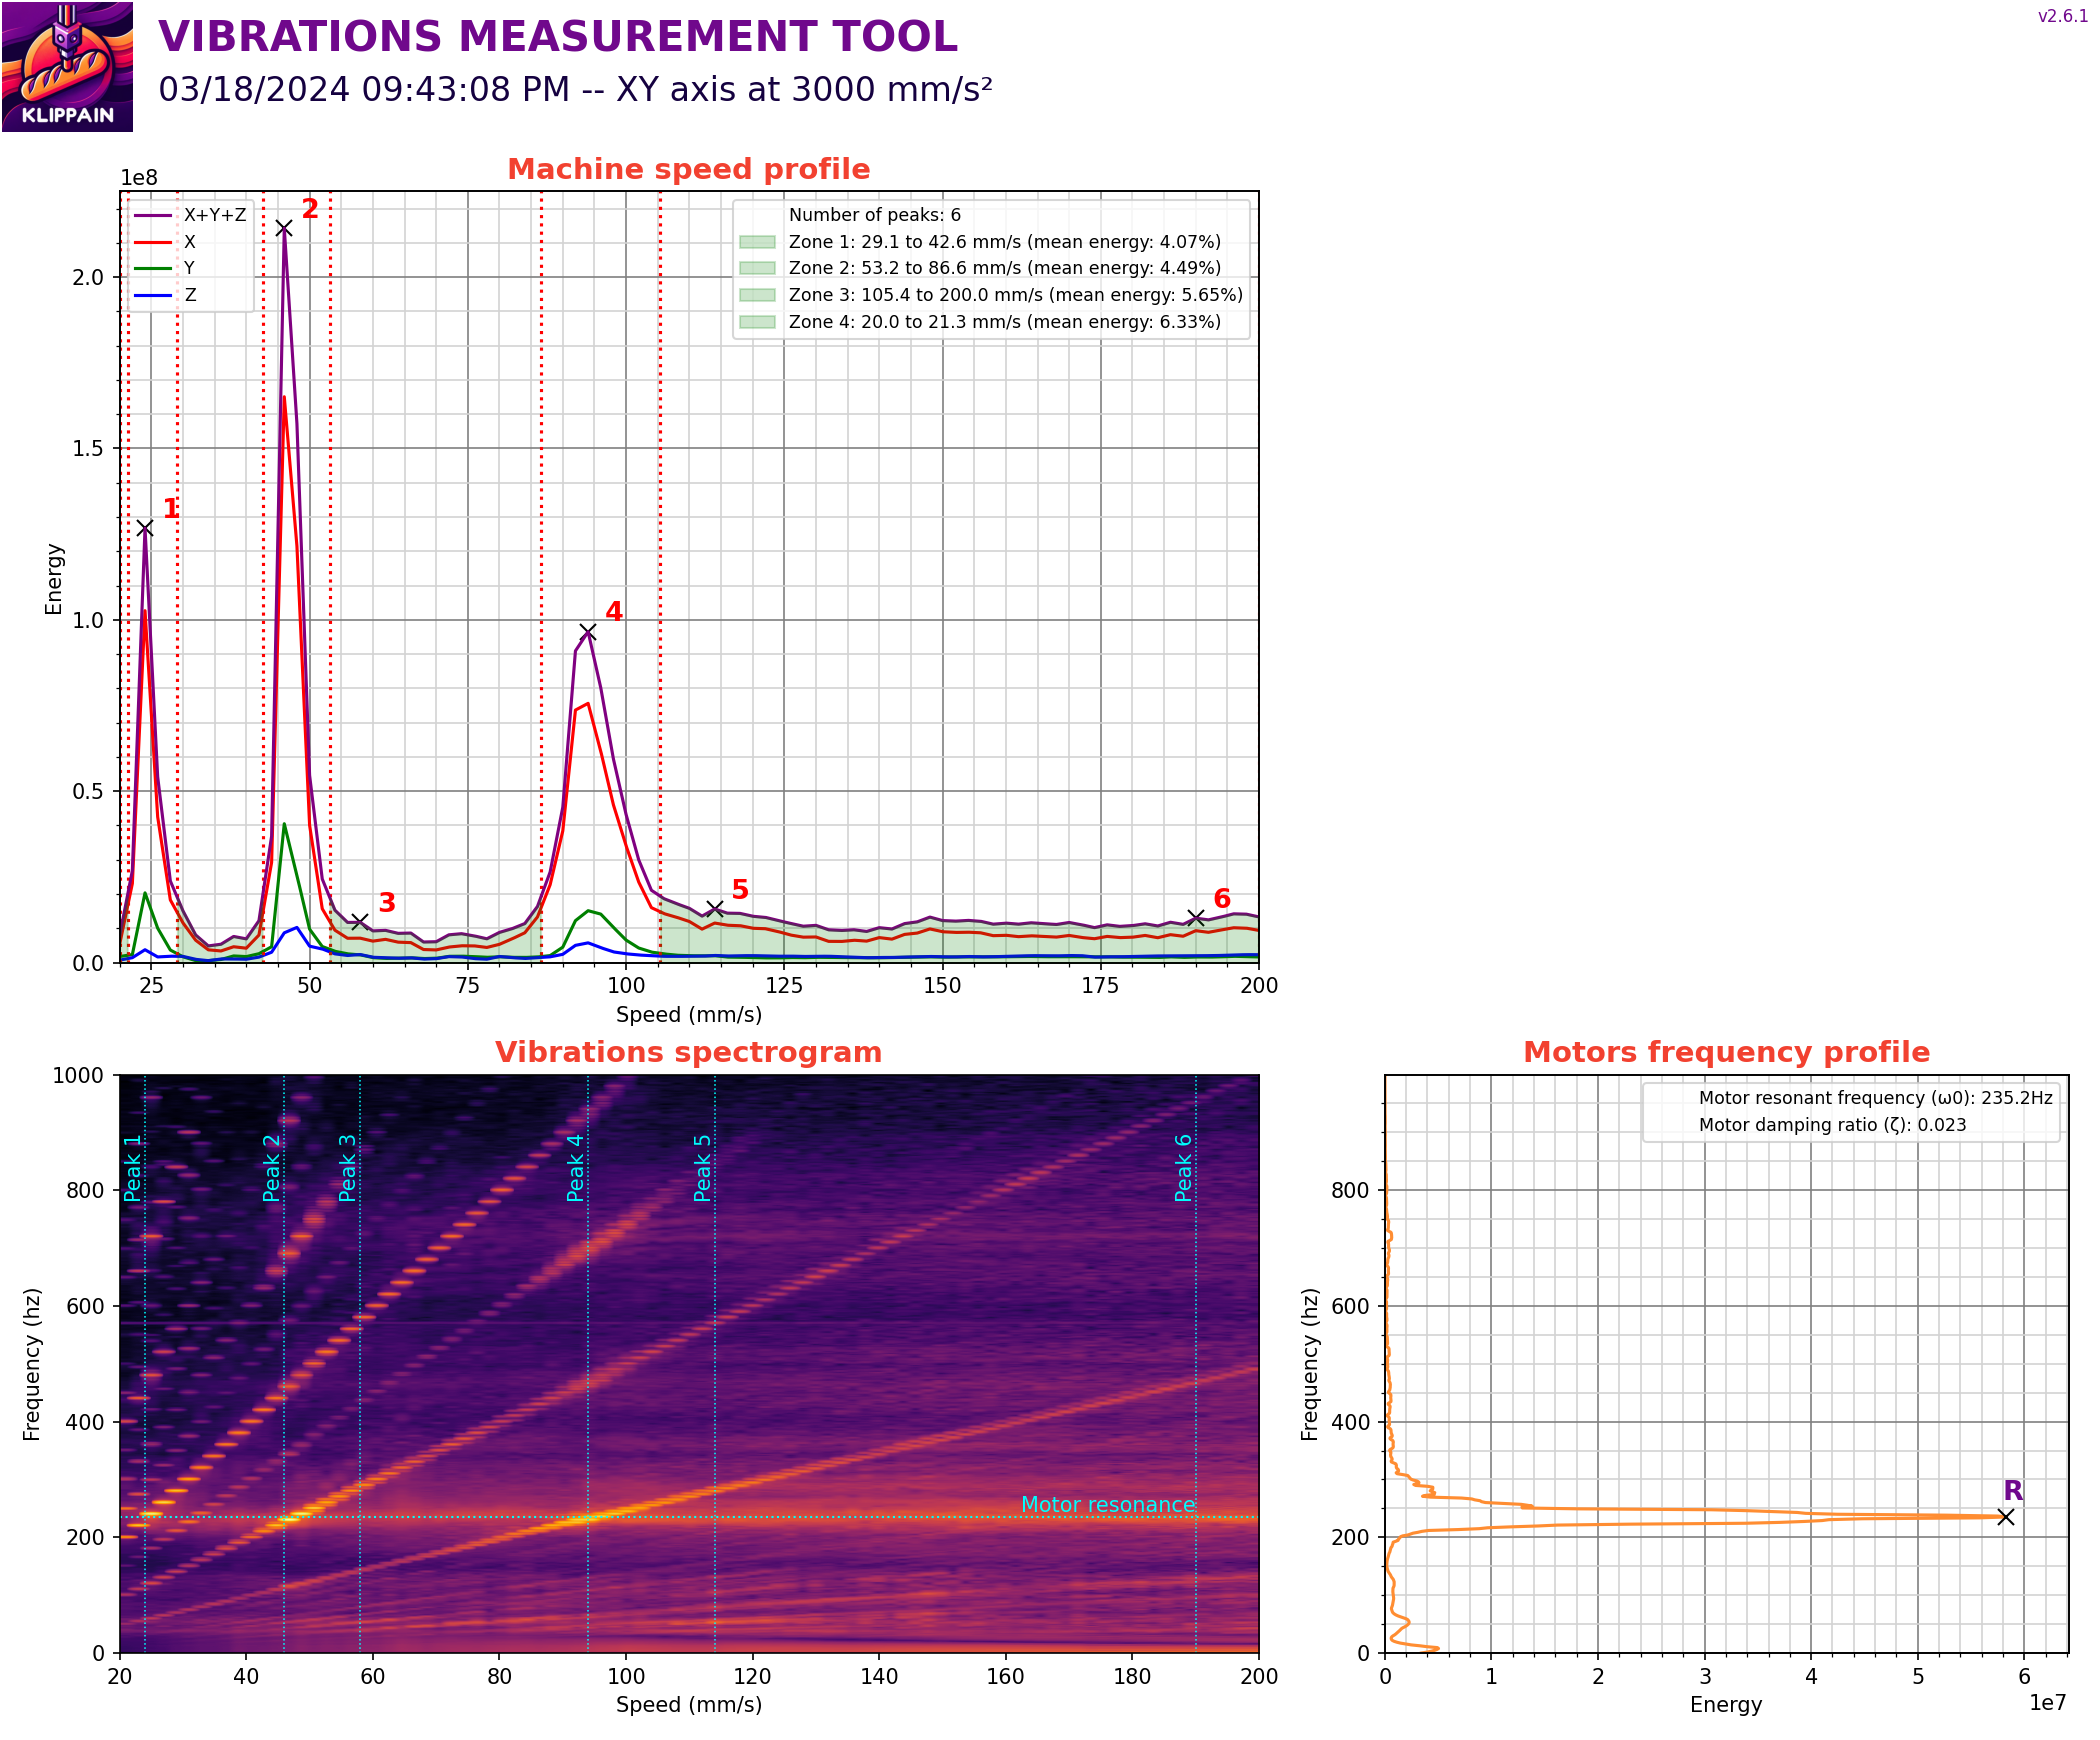 KLIPPAIN
VIBRATIONS MEASUREMENT TOOL
03/18/2024 09:43:08 PM -- XY axis at 3000 mm/s²
v2.6.1
Machine speed profile
1e8
X+Y+Z
X
Y
Z
Number of peaks: 6
Zone 1: 29.1 to 42.6 mm/s (mean energy: 4.07%)
Zone 2: 53.2 to 86.6 mm/s (mean energy: 4.49%)
Zone 3: 105.4 to 200.0 mm/s (mean energy: 5.65%)
Zone 4: 20.0 to 21.3 mm/s (mean energy: 6.33%)
1
2
3
4
5
6
Energy
2.0
1.5
1.0
0.5
0.0
25 50 75 100 125 150 175 200
Speed (mm/s)
Vibrations spectrogram
Frequency (hz)
1000
800
600
400
200
0
Peak 1
Peak 2
Peak 3
Peak 4
Peak 5
Peak 6
Motor resonance
20 40 60 80 100 120 140 160 180 200
Speed (mm/s)
Motors frequency profile
Motor resonant frequency (ω0): 235.2Hz
Motor damping ratio (ζ): 0.023
R
Frequency (hz)
800
600
400
200
0
0 1 2 3 4 5 6
1e7
Energy